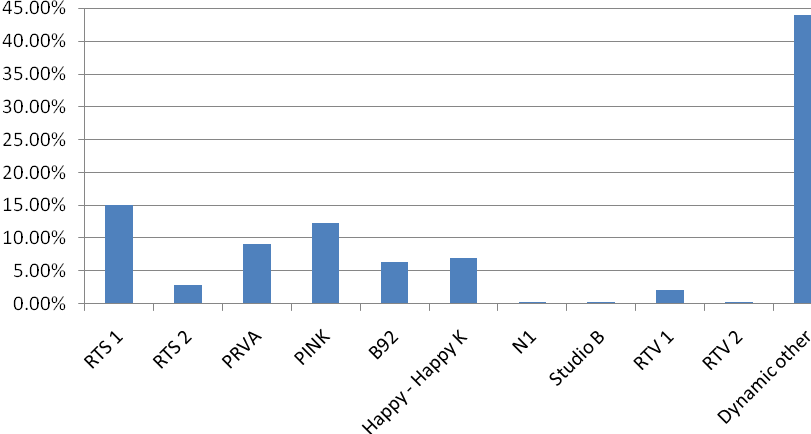 45.00%
40.00%
35.00%
30.00%
25.00%
20.00%
15.00%
10.00%
5.00%
0.00%
RTS 1
RTS 2
PRVA
PINK
B92
Happy - Happy K
N1
Studio B
RTV 1
RTV 2
Dynamic other